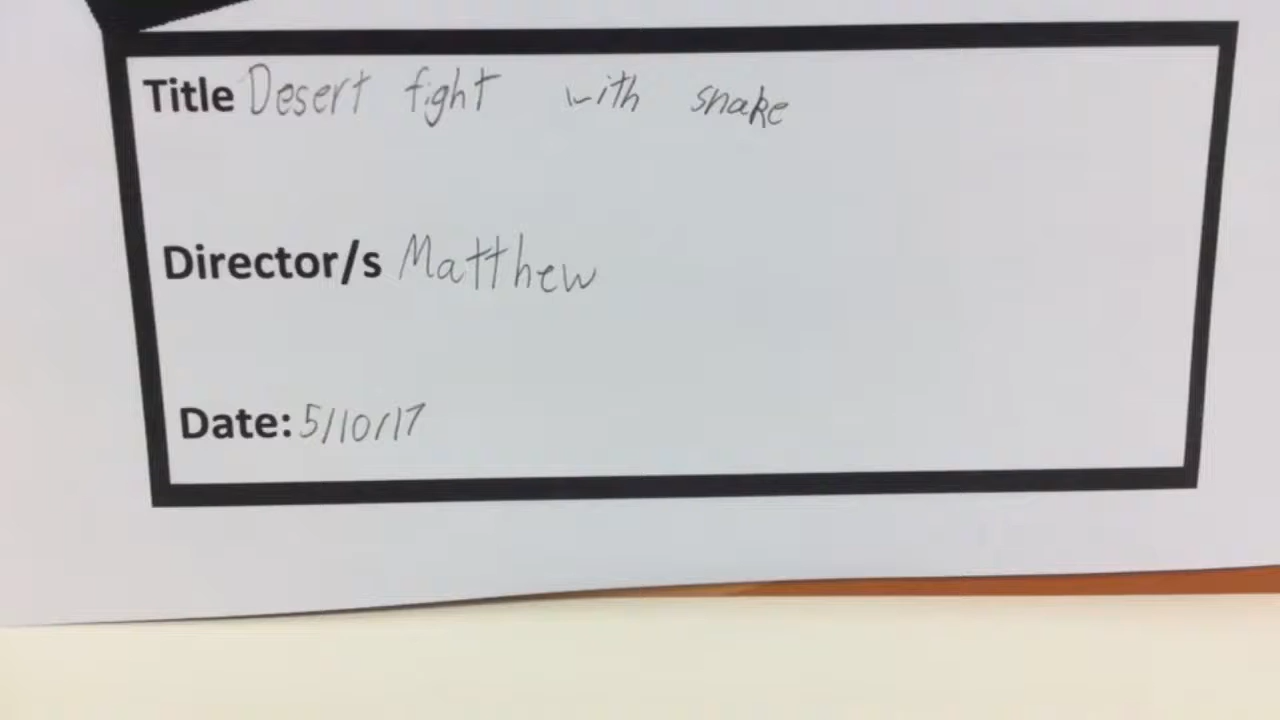 Title Desert fight with snake
Director/s Matthew
Date: 5/10/17